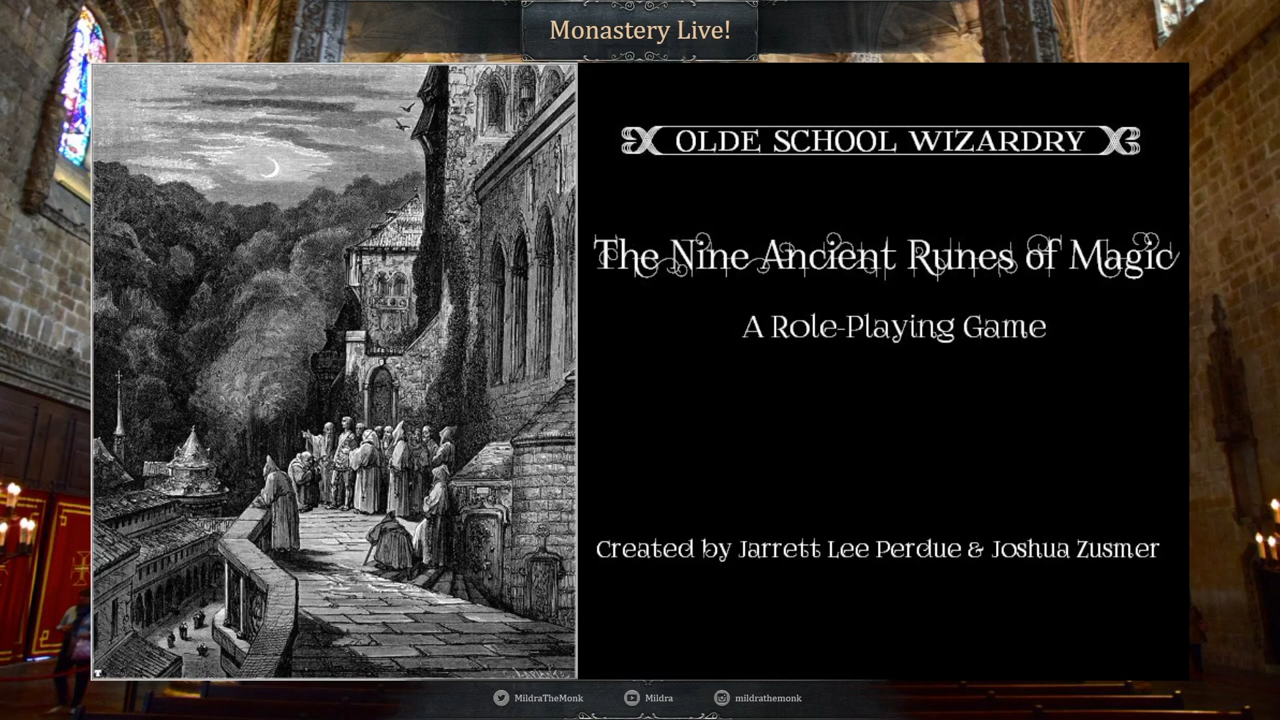 Monastery Live!
OLDE SCHOOL WIZARDRY
The Nine Ancient Runes of Magic
A Role-Playing Game
Created by Jarrett Lee Perdue & Joshua Zusmer
MildraTheMonk
Mildra
mildrathemonk